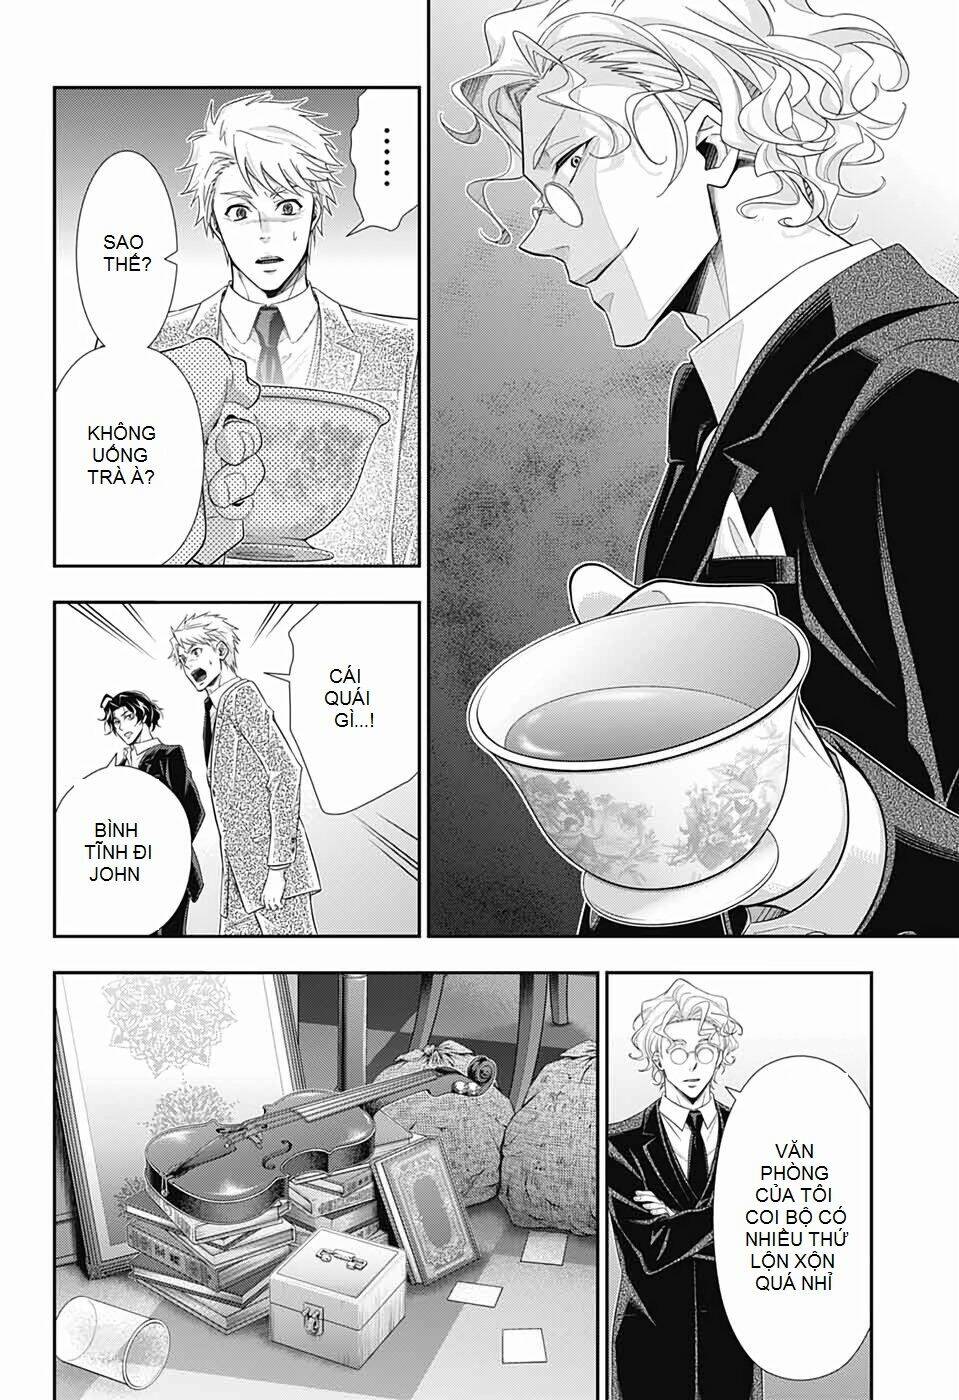 ......
SAO
THẾ?
KHÔNG
UỐNG
TRÀ À?
CÁI
QUÁI
GÌ...!
BÌNH
TĨNH ĐI
JOHN
VĂN
PHÒNG
CỦA TÔI
COI BỘ CÓ
NHIỀU THỨ
LỘN XỘN
QUÁ NHỈ